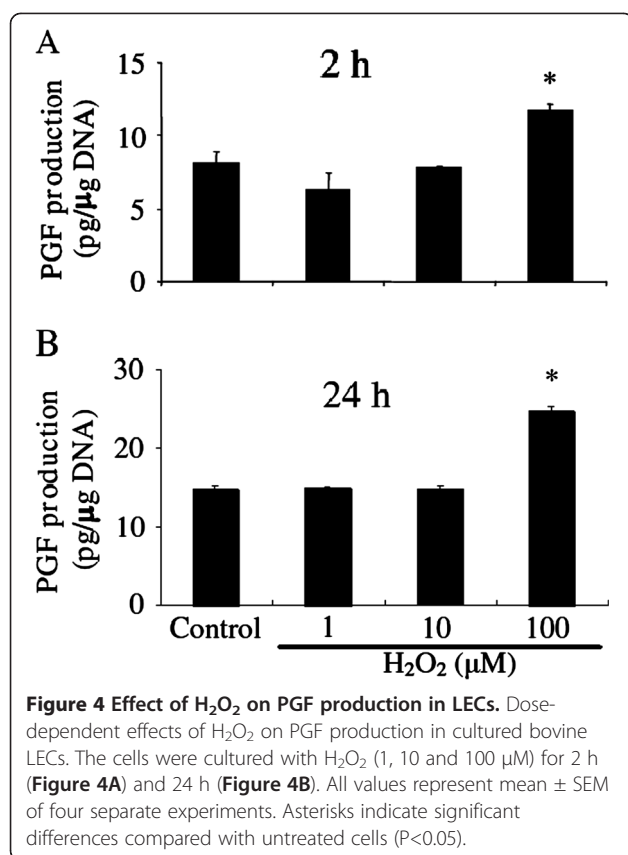 A
2 h
*
PGF production
(pg/µg DNA)
15
10
5
0
B
24 h
*
PGF production
(pg/µg DNA)
30
20
10
0
Control 1 10 100
H₂O₂ (µM)
Figure 4 Effect of H₂O₂ on PGF production in LECs. Dose-
dependent effects of H₂O₂ on PGF production in cultured bovine
LECs. The cells were cultured with H₂O₂ (1, 10 and 100 µM) for 2 h
(Figure 4A) and 24 h (Figure 4B). All values represent mean ± SEM
of four separate experiments. Asterisks indicate significant
differences compared with untreated cells (P<0.05).